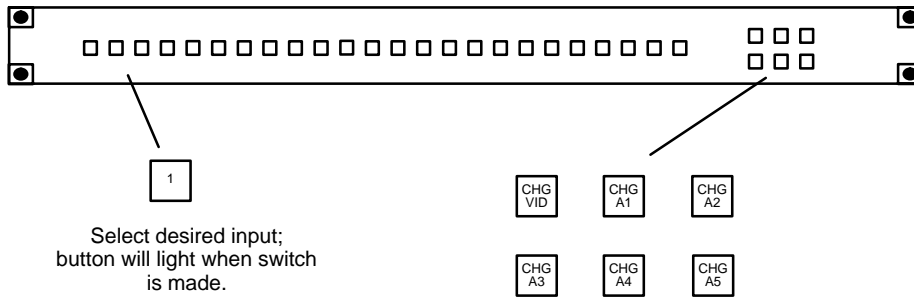 1
Select desired input;
button will light when switch
is made.
CHG
VID
CHG
A1
CHG
A2
CHG
A3
CHG
A4
CHG
A5